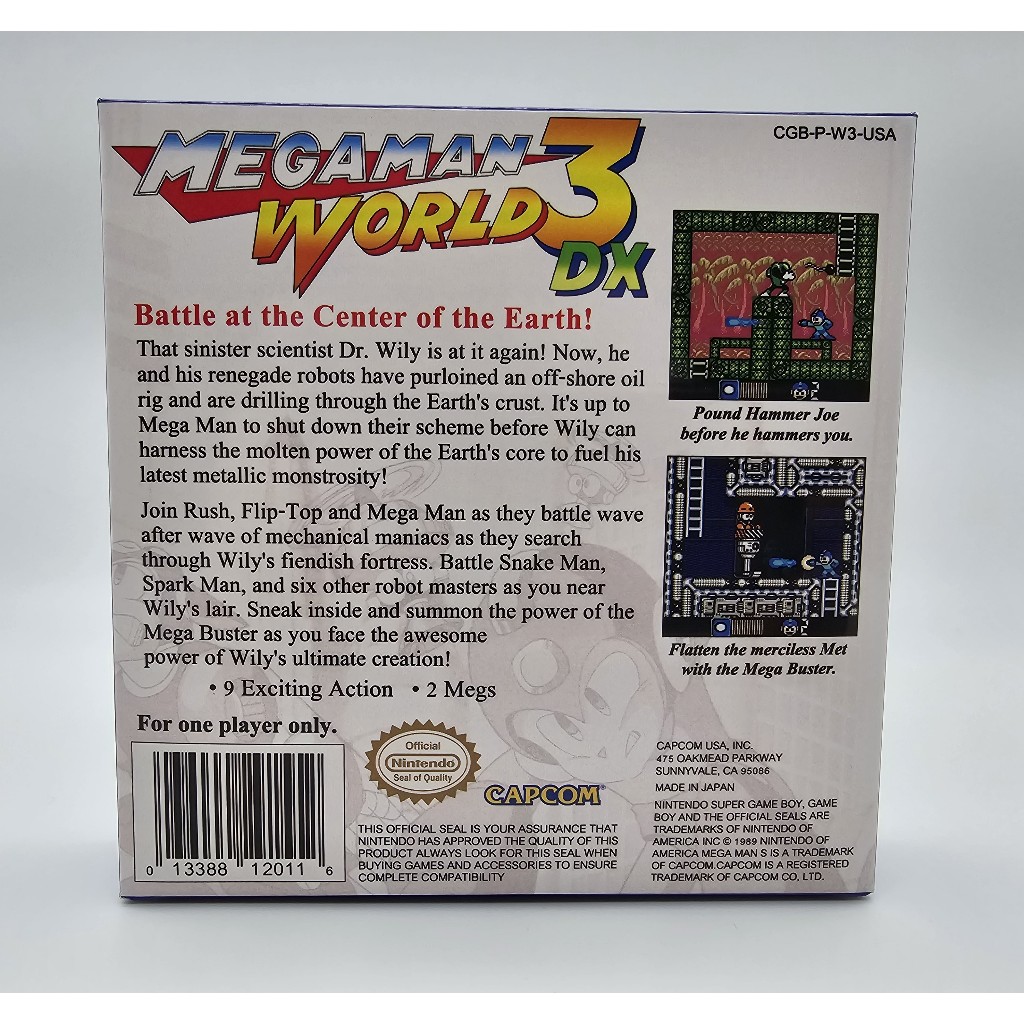 CGB-P-W3-USA
MEGAMAN
WORLD 3
DX
Battle at the Center of the Earth!
That sinister scientist Dr. Wily is at it again! Now, he
and his renegade robots have purloined an off-shore oil
rig and are drilling through the Earth's crust. It's up to
Mega Man to shut down their scheme before Wily can
harness the molten power of the Earth's core to fuel his
latest metallic monstrosity!
Join Rush, Flip-Top and Mega Man as they battle wave
after wave of mechanical maniacs as they search
through Wily's fiendish fortress. Battle Snake Man,
Spark Man, and six other robot masters as you near
Wily's lair. Sneak inside and summon the power of the
Mega Buster as you face the awesome
power of Wily's ultimate creation!
• 9 Exciting Action • 2 Megs
For one player only.
Pound Hammer Joe
before he hammers you.
Flatten the merciless Met
with the Mega Buster.
0 13388 12011 6
Official
Nintendo
Seal of Quality
CAPCOM
THIS OFFICIAL SEAL IS YOUR ASSURANCE THAT
NINTENDO HAS APPROVED THE QUALITY OF THIS
PRODUCT ALWAYS LOOK FOR THIS SEAL WHEN
BUYING GAMES AND ACCESSORIES TO ENSURE
COMPLETE COMPATIBILITY
CAPCOM USA, INC.
475 OAKMEAD PARKWAY
SUNNYVALE, CA 95086
MADE IN JAPAN
NINTENDO SUPER GAME BOY, GAME
BOY AND THE OFFICIAL SEALS ARE
TRADEMARKS OF NINTENDO OF
AMERICA INC © 1989 NINTENDO OF
AMERICA MEGA MAN S IS A TRADEMARK
OF CAPCOM.CAPCOM IS A REGISTERED
TRADEMARK OF CAPCOM CO, LTD.